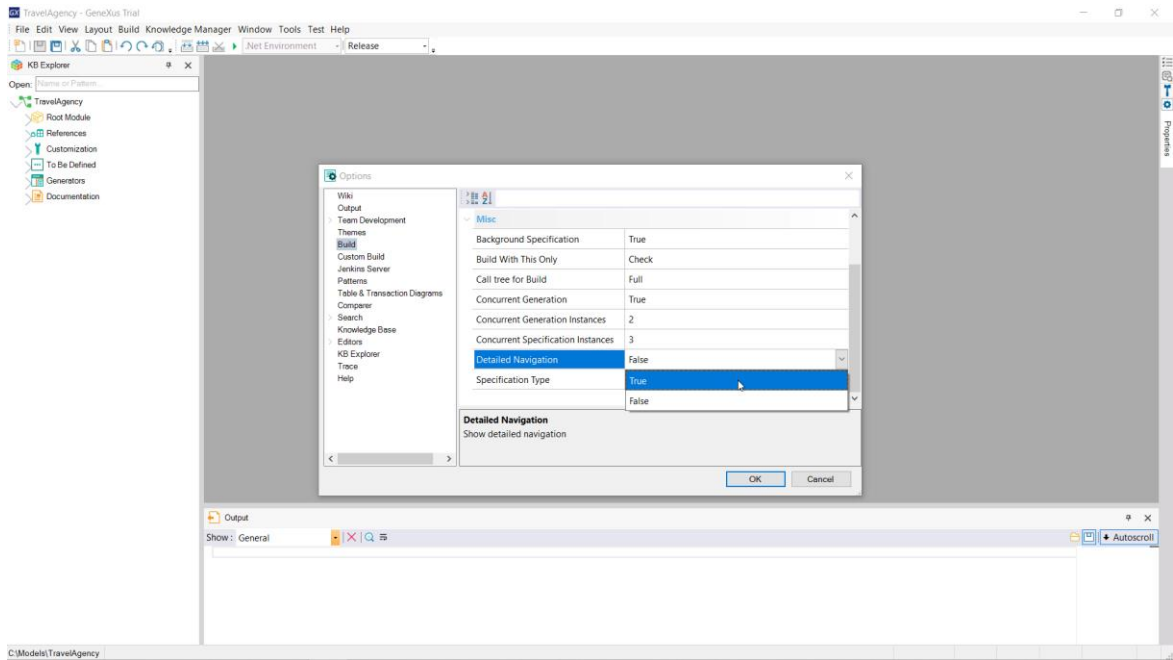 TravelAgency - GeneXus Trial
File Edit View Layout Build Knowledge Manager Window Tools Test Help
.Net Environment Release
KB Explorer
Open: Name or Pattern...
TravelAgency
Root Module
References
Customization
To Be Defined
Generators
Documentation
Properties
Options
Wiki
Output
Team Development
Themes
Build
Custom Build
Jenkins Server
Patterns
Table & Transaction Diagrams
Comparer
Search
Knowledge Base
Editors
KB Explorer
Trace
Help
Misc
Background Specification True
Build With This Only Check
Call tree for Build Full
Concurrent Generation True
Concurrent Generation Instances 2
Concurrent Specification Instances 3
Detailed Navigation False
Specification Type True
False
Detailed Navigation
Show detailed navigation
OK Cancel
Output
Show: General
Autoscroll
C:\Models\TravelAgency